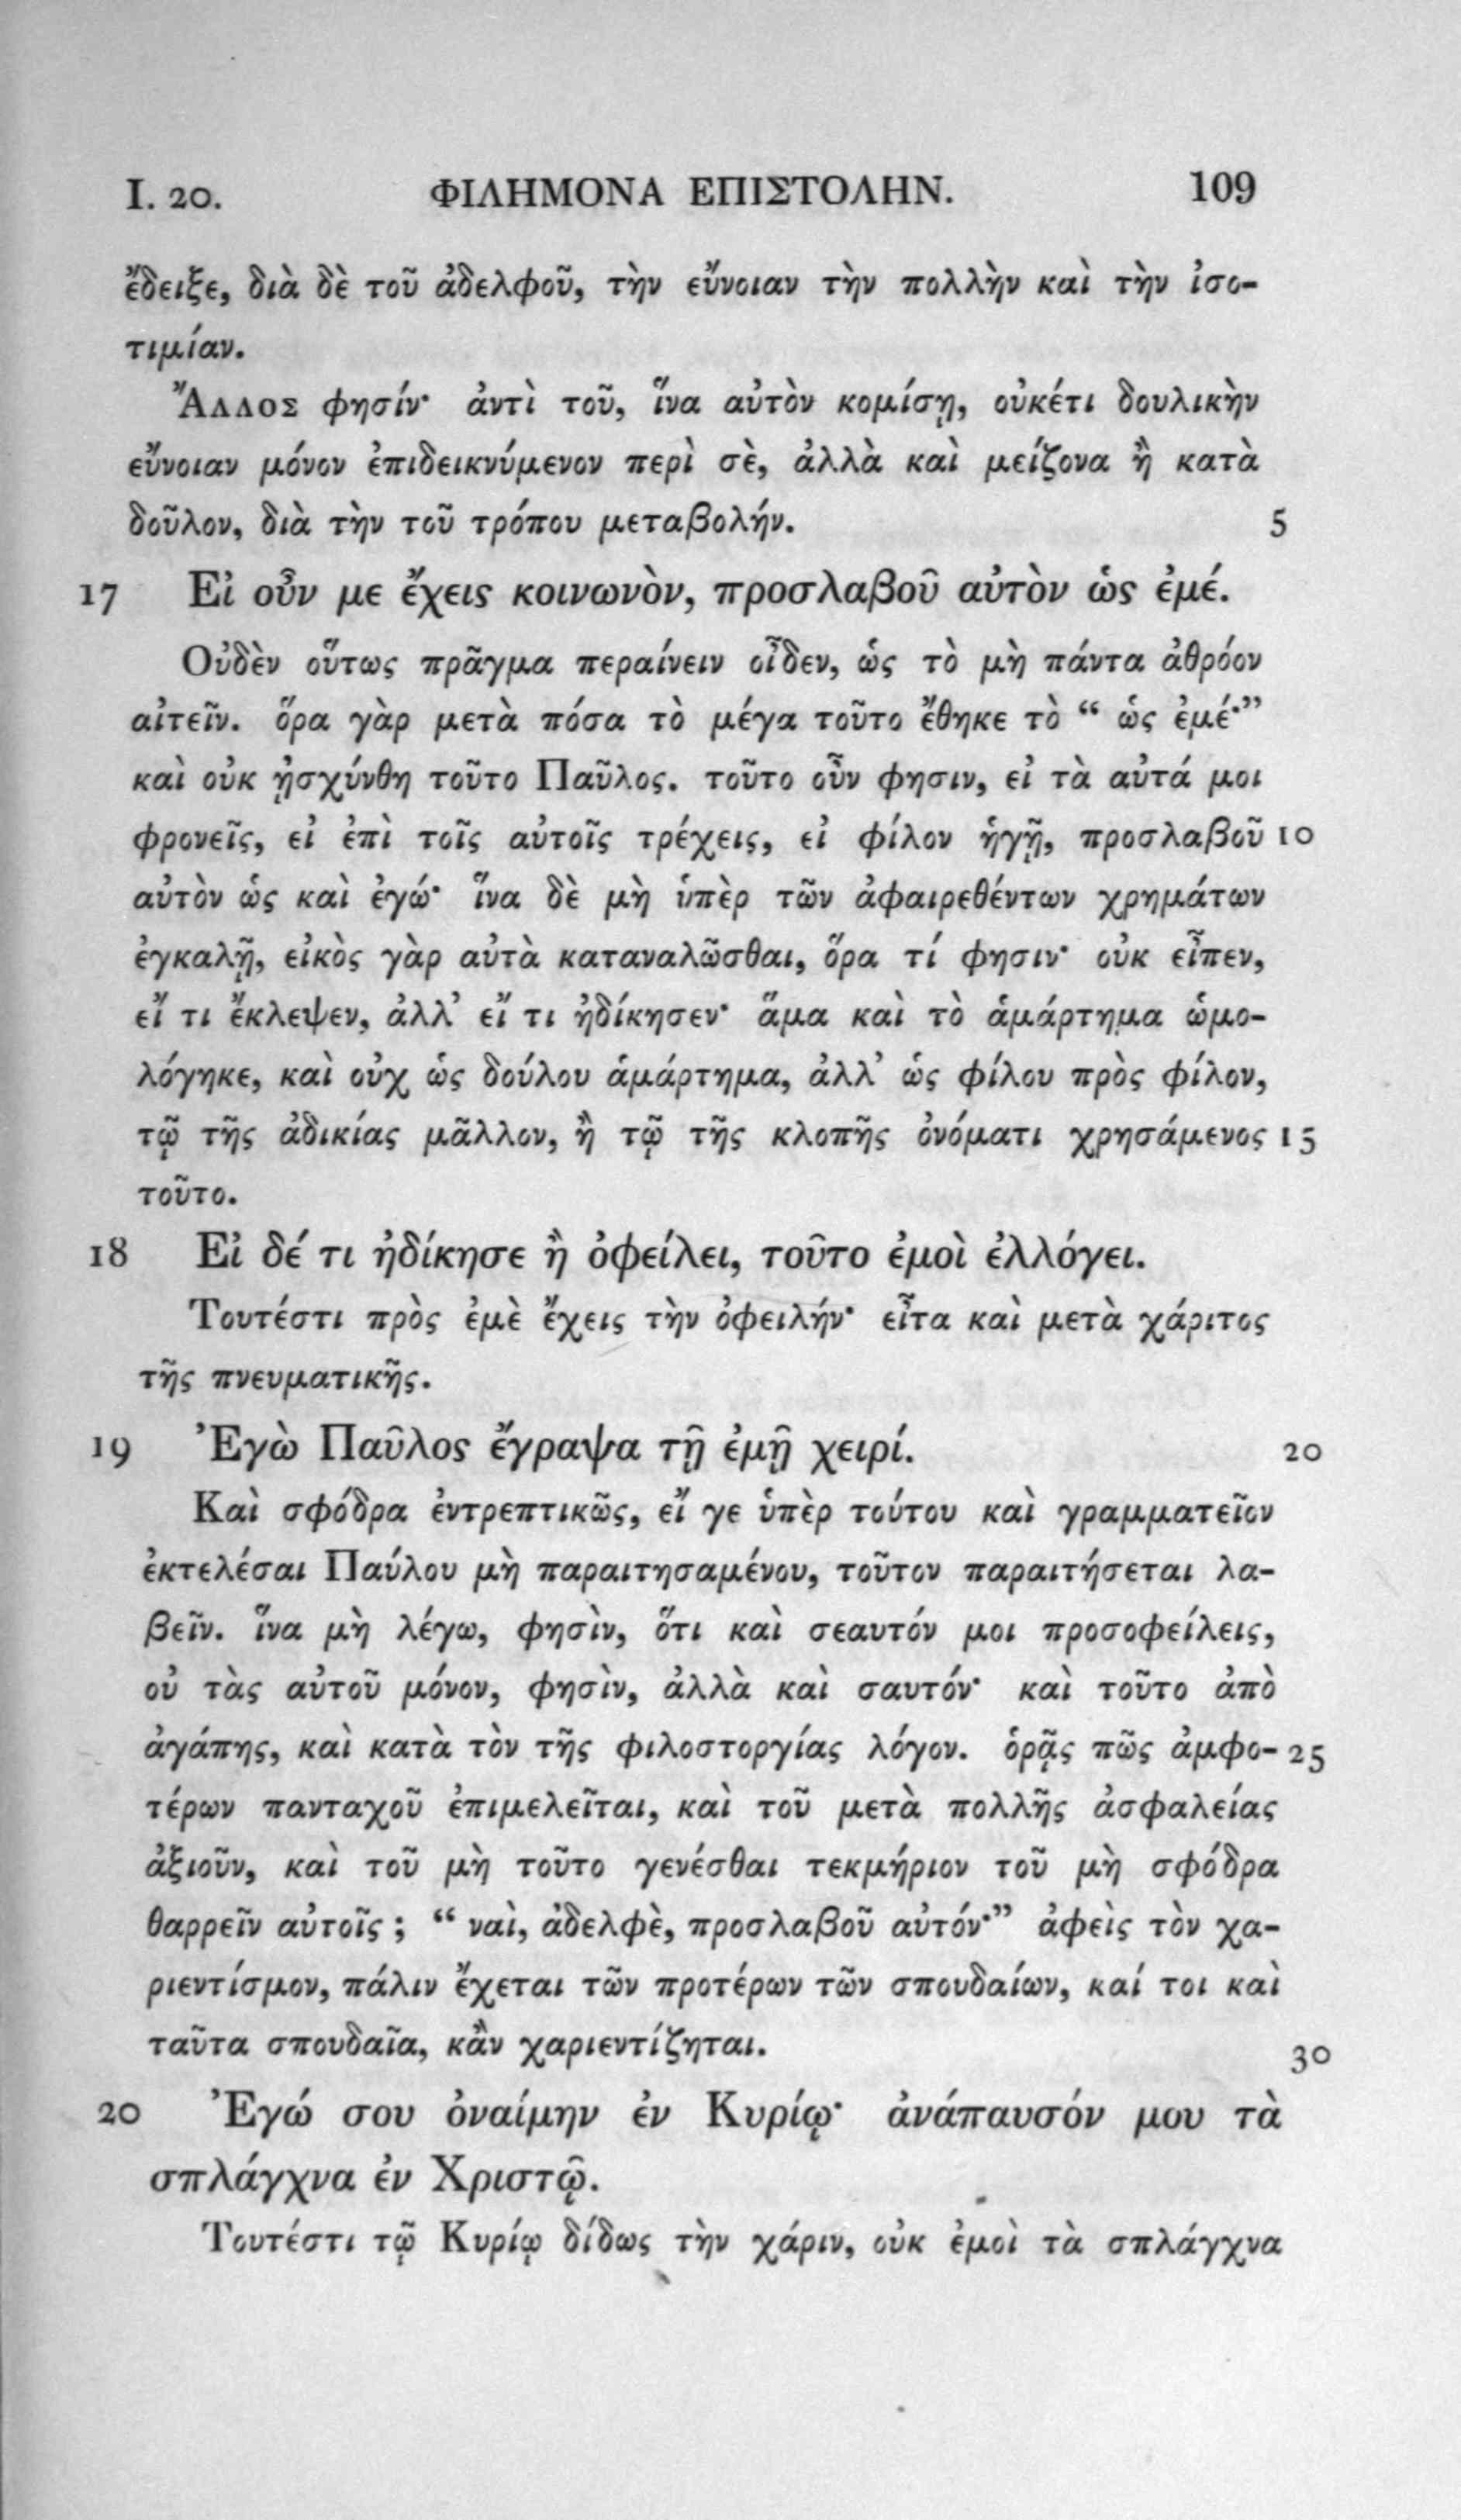 I. 20. ΦΙΛΗΜΟΝΑ ΕΠΙΣΤΟΛΗΝ. 109
ἔδειξε, διὰ δὲ τοῦ ἀδελφοῦ, τὴν εὔνοιαν τὴν πολλὴν καὶ τὴν ἰσο-
τιμίαν.
Ἄλλος φησίν· ἀντὶ τοῦ, ἵνα αὐτὸν κομίσῃ, οὐκέτι δουλικὴν
εὔνοιαν μόνον ἐπιδεικνύμενον περὶ σὲ, ἀλλὰ καὶ μείζονα ἢ κατὰ
δοῦλον, διὰ τὴν τοῦ τρόπου μεταβολήν. 5
17 Εἰ οὖν με ἔχεις κοινωνὸν, προσλαβοῦ αὐτὸν ὡς ἐμέ.
Οὐδὲν οὕτως πρᾶγμα περαίνειν οἶδεν, ὡς τὸ μὴ πάντα ἀθρόον
αἰτεῖν. ὅρα γὰρ μετὰ πόσα τὸ μέγα τοῦτο ἔθηκε τὸ “ ὡς ἐμέ·”
καὶ οὐκ ᾐσχύνθη τοῦτο Παῦλος. τοῦτο οὖν φησιν, εἰ τὰ αὐτά μοι
φρονεῖς, εἰ ἐπὶ τοῖς αὐτοῖς τρέχεις, εἰ φίλον ἡγῇ, προσλαβοῦ 10
αὐτὸν ὡς καὶ ἐγώ· ἵνα δὲ μὴ ὑπὲρ τῶν ἀφαιρεθέντων χρημάτων
ἐγκαλῇ, εἰκὸς γὰρ αὐτὰ καταναλῶσθαι, ὅρα τί φησιν· οὐκ εἶπεν,
εἴ τι ἔκλεψεν, ἀλλ’ εἴ τι ἠδίκησεν· ἅμα καὶ τὸ ἁμάρτημα ὡμο-
λόγηκε, καὶ οὐχ ὡς δούλου ἁμάρτημα, ἀλλ’ ὡς φίλου πρὸς φίλον,
τῷ τῆς ἀδικίας μᾶλλον, ἢ τῷ τῆς κλοπῆς ὀνόματι χρησάμενος 15
τοῦτο.
18 Εἰ δέ τι ἠδίκησε ἢ ὀφείλει, τοῦτο ἐμοὶ ἐλλόγει.
Τουτέστι πρὸς ἐμὲ ἔχεις τὴν ὀφειλήν· εἶτα καὶ μετὰ χάριτος
τῆς πνευματικῆς.
19 Ἐγὼ Παῦλος ἔγραψα τῇ ἐμῇ χειρί. 20
Καὶ σφόδρα ἐντρεπτικῶς, εἴ γε ὑπὲρ τούτου καὶ γραμματεῖον
ἐκτελέσαι Παύλου μὴ παραιτησαμένου, τοῦτον παραιτήσεται λα-
βεῖν. ἵνα μὴ λέγω, φησὶν, ὅτι καὶ σεαυτόν μοι προσοφείλεις,
οὐ τὰς αὐτοῦ μόνον, φησὶν, ἀλλὰ καὶ σαυτόν· καὶ τοῦτο ἀπὸ
ἀγάπης, καὶ κατὰ τὸν τῆς φιλοστοργίας λόγον. ὁρᾷς πῶς ἀμφο- 25
τέρων πανταχοῦ ἐπιμελεῖται, καὶ τοῦ μετὰ πολλῆς ἀσφαλείας
ἀξιοῦν, καὶ τοῦ μὴ τοῦτο γενέσθαι τεκμήριον τοῦ μὴ σφόδρα
θαρρεῖν αὐτοῖς ; “ ναὶ, ἀδελφὲ, προσλαβοῦ αὐτόν·” ἀφεὶς τὸν χα-
ριεντίσμον, πάλιν ἔχεται τῶν προτέρων τῶν σπουδαίων, καί τοι καὶ
ταῦτα σπουδαῖα, κἂν χαριεντίζηται. 30
20 Ἐγώ σου ὀναίμην ἐν Κυρίῳ· ἀνάπαυσόν μου τὰ
σπλάγχνα ἐν Χριστῷ.
Τουτέστι τῷ Κυρίῳ δίδως τὴν χάριν, οὐκ ἐμοὶ τὰ σπλάγχνα